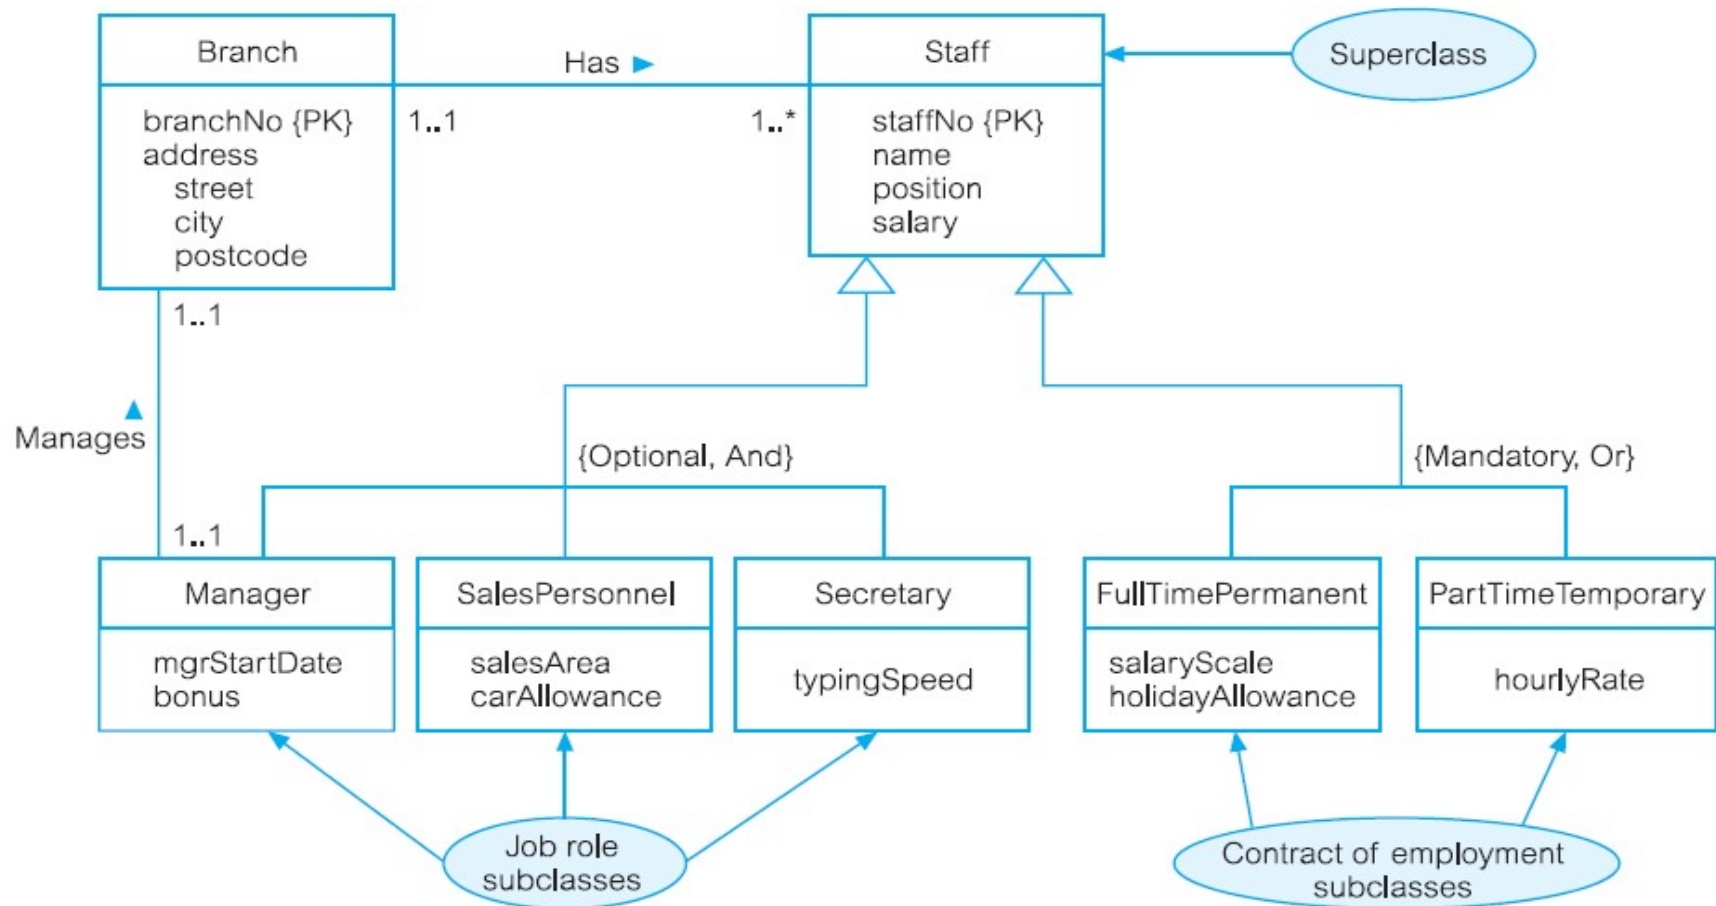 Branch
Has ►
Staff
Superclass
branchNo {PK}
address
street
city
postcode
1..1
1..*
staffNo {PK}
name
position
salary
1..1
▲
Manages
{Optional, And}
{Mandatory, Or}
1..1
Manager
mgrStartDate
bonus
SalesPersonnel
salesArea
carAllowance
Secretary
typingSpeed
FullTimePermanent
salaryScale
holidayAllowance
PartTimeTemporary
hourlyRate
Job role
subclasses
Contract of employment
subclasses